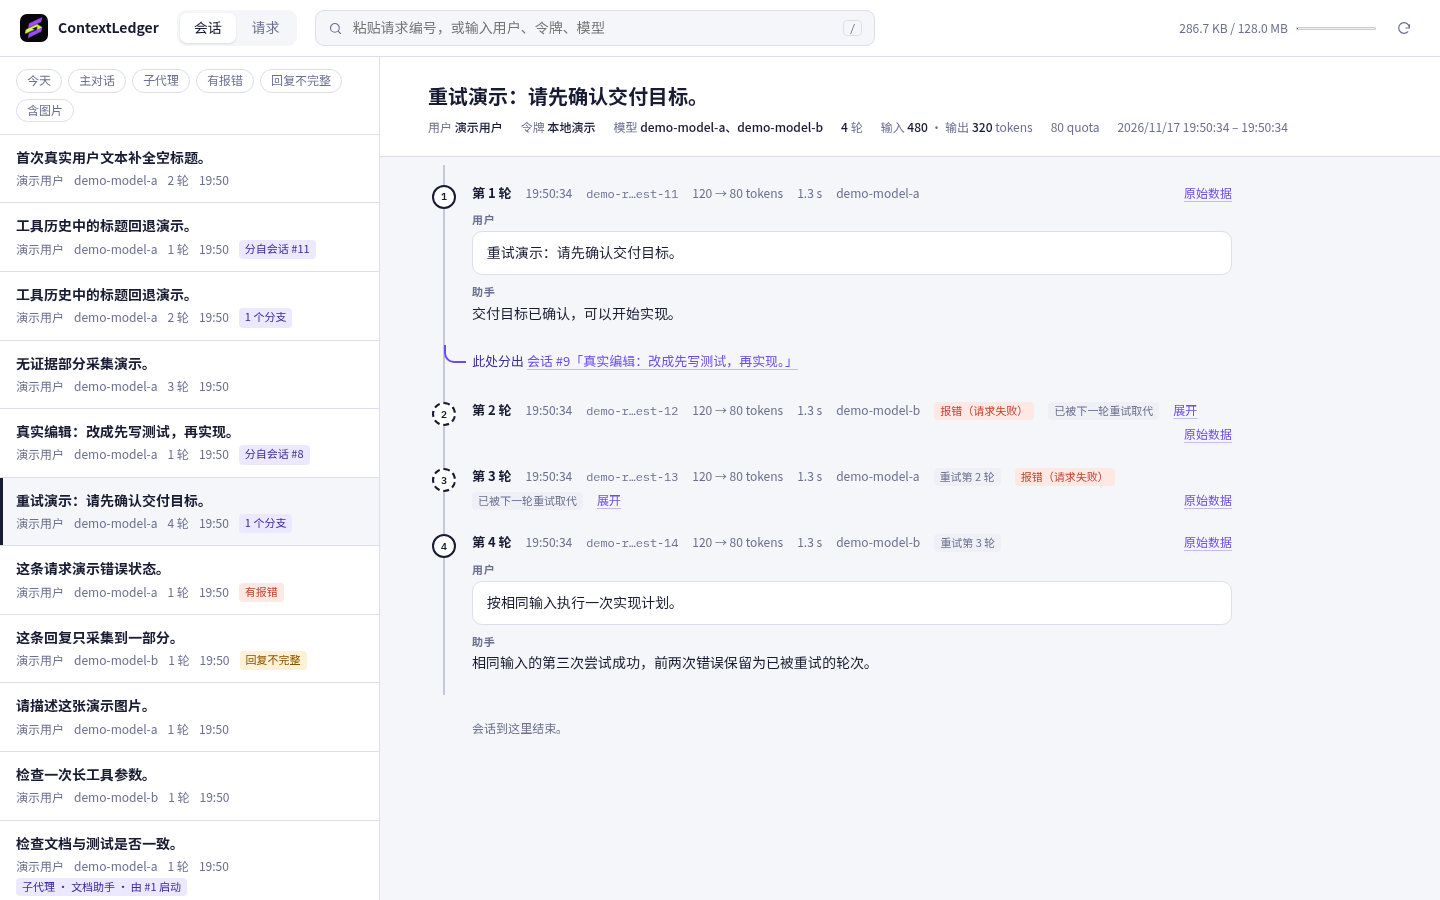 ContextLedger 会话 请求 粘贴请求编号，或输入用户、令牌、模型 / 286.7 KB / 128.0 MB
今天 主对话 子代理 有报错 回复不完整
含图片
首次真实用户文本补全空标题。
演示用户 demo-model-a 2 轮 19:50
工具历史中的标题回退演示。
演示用户 demo-model-a 1 轮 19:50 分自会话 #11
工具历史中的标题回退演示。
演示用户 demo-model-a 2 轮 19:50 1 个分支
无证据部分采集演示。
演示用户 demo-model-a 3 轮 19:50
真实编辑：改成先写测试，再实现。
演示用户 demo-model-a 1 轮 19:50 分自会话 #8
重试演示：请先确认交付目标。
演示用户 demo-model-a 4 轮 19:50 1 个分支
这条请求演示错误状态。
演示用户 demo-model-a 1 轮 19:50 有报错
这条回复只采集到一部分。
演示用户 demo-model-b 1 轮 19:50 回复不完整
请描述这张演示图片。
演示用户 demo-model-a 1 轮 19:50
检查一次长工具参数。
演示用户 demo-model-b 1 轮 19:50
检查文档与测试是否一致。
演示用户 demo-model-a 1 轮 19:50
子代理 · 文档助手 · 由 #1 启动
重试演示：请先确认交付目标。
用户 演示用户 令牌 本地演示 模型 demo-model-a、demo-model-b 4 轮 输入 480 · 输出 320 tokens 80 quota 2026/11/17 19:50:34 – 19:50:34
1 第 1 轮 19:50:34 demo-r…est-11 120 → 80 tokens 1.3 s demo-model-a 原始数据
用户
重试演示：请先确认交付目标。
助手
交付目标已确认，可以开始实现。
此处分出 会话 #9「真实编辑：改成先写测试，再实现。」
2 第 2 轮 19:50:34 demo-r…est-12 120 → 80 tokens 1.3 s demo-model-b 报错（请求失败） 已被下一轮重试取代 展开
原始数据
3 第 3 轮 19:50:34 demo-r…est-13 120 → 80 tokens 1.3 s demo-model-a 重试第 2 轮 报错（请求失败）
已被下一轮重试取代 展开 原始数据
4 第 4 轮 19:50:34 demo-r…est-14 120 → 80 tokens 1.3 s demo-model-b 重试第 3 轮 原始数据
用户
按相同输入执行一次实现计划。
助手
相同输入的第三次尝试成功，前两次错误保留为已被重试的轮次。
会话到这里结束。